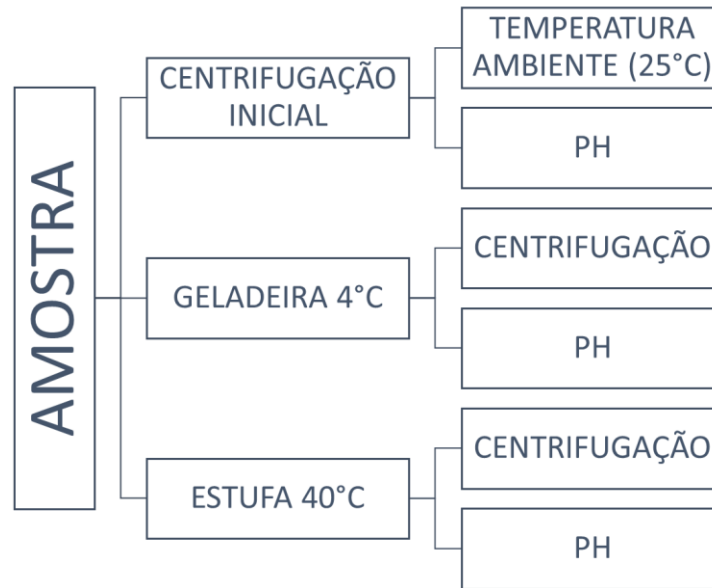 AMOSTRA
CENTRIFUGAÇÃO
INICIAL
TEMPERATURA
AMBIENTE (25°C)
PH
GELADEIRA 4°C
CENTRIFUGAÇÃO
PH
ESTUFA 40°C
CENTRIFUGAÇÃO
PH